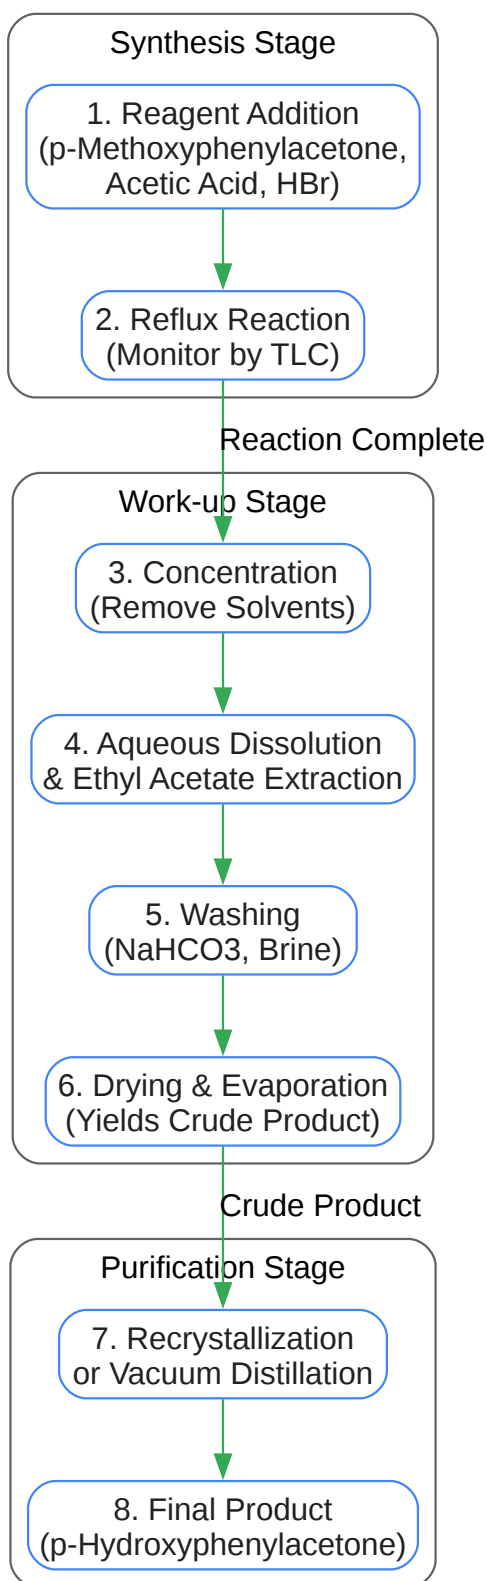 Synthesis Stage
1. Reagent Addition
(p-Methoxyphenylacetone,
Acetic Acid, HBr)
2. Reflux Reaction
(Monitor by TLC)
Reaction Complete
Work-up Stage
3. Concentration
(Remove Solvents)
4. Aqueous Dissolution
& Ethyl Acetate Extraction
5. Washing
(NaHCO3, Brine)
6. Drying & Evaporation
(Yields Crude Product)
Crude Product
Purification Stage
7. Recrystallization
or Vacuum Distillation
8. Final Product
(p-Hydroxyphenylacetone)